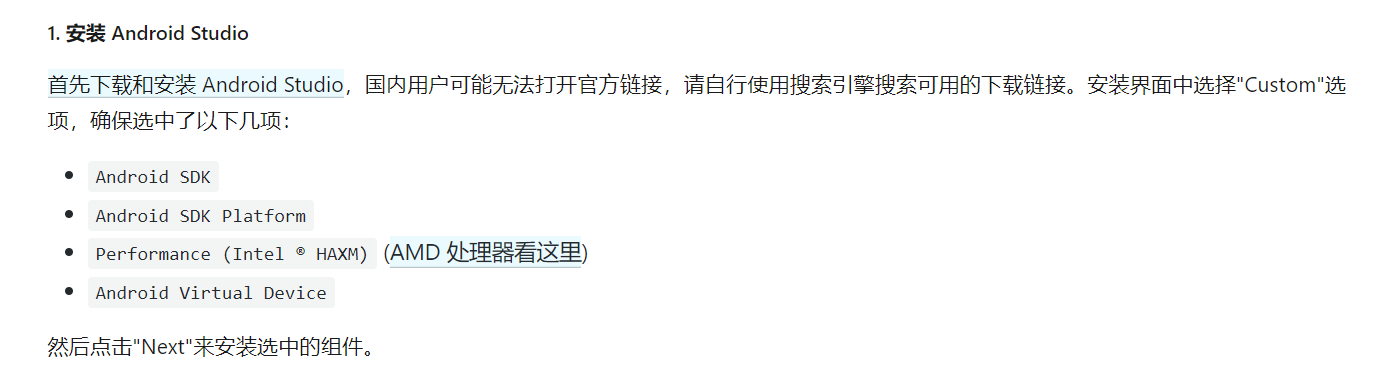 1. 安装 Android Studio
首先下载和安装 Android Studio，国内用户可能无法打开官方链接，请自行使用搜索引擎搜索可用的下载链接。安装界面中选择"Custom"选
项，确保选中了以下几项：
• Android SDK
• Android SDK Platform
• Performance (Intel ® HAXM) (AMD 处理器看这里)
• Android Virtual Device
然后点击"Next"来安装选中的组件。